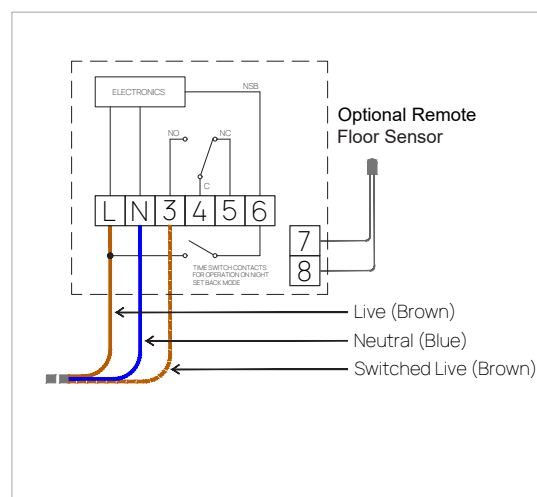 ELECTRONICS
NSB
NO
NC
C
Optional Remote
Floor Sensor
L N 3 4 5 6
7
8
TIME SWITCH CONTACTS
FOR OPERATION ON NIGHT
SET BACK MODE
Live (Brown)
Neutral (Blue)
Switched Live (Brown)